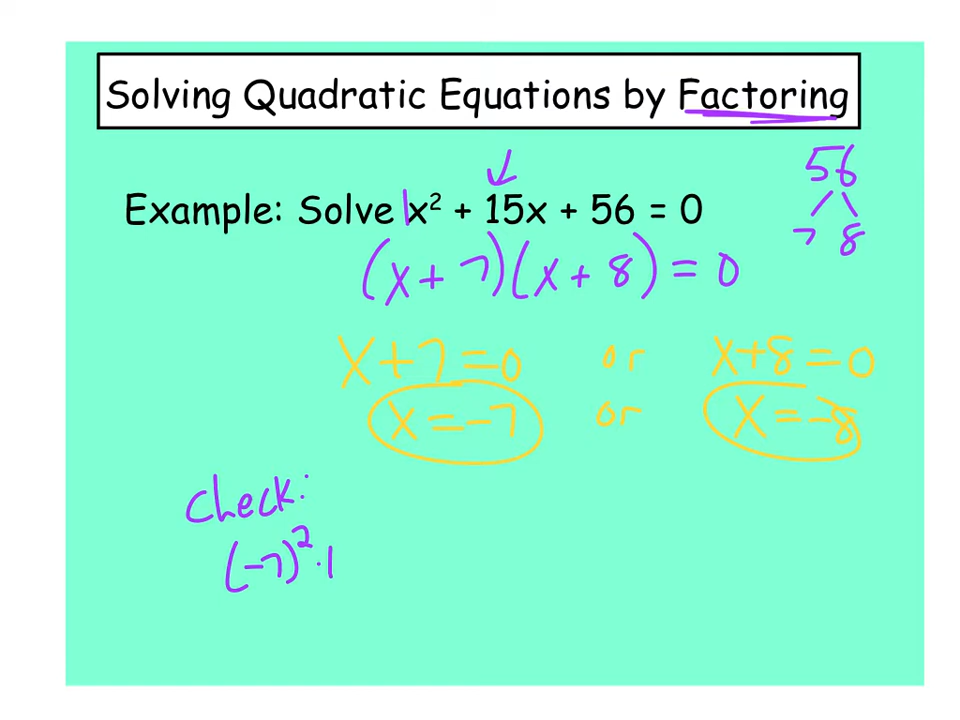 Solving Quadratic Equations by Factoring
Example: Solve 1x² + 15x + 56 = 0
56
7 8
(x+7)(x+8)=0
x+7=0 or x+8=0
x=-7 or x=-8
Check:
(-7)²·1